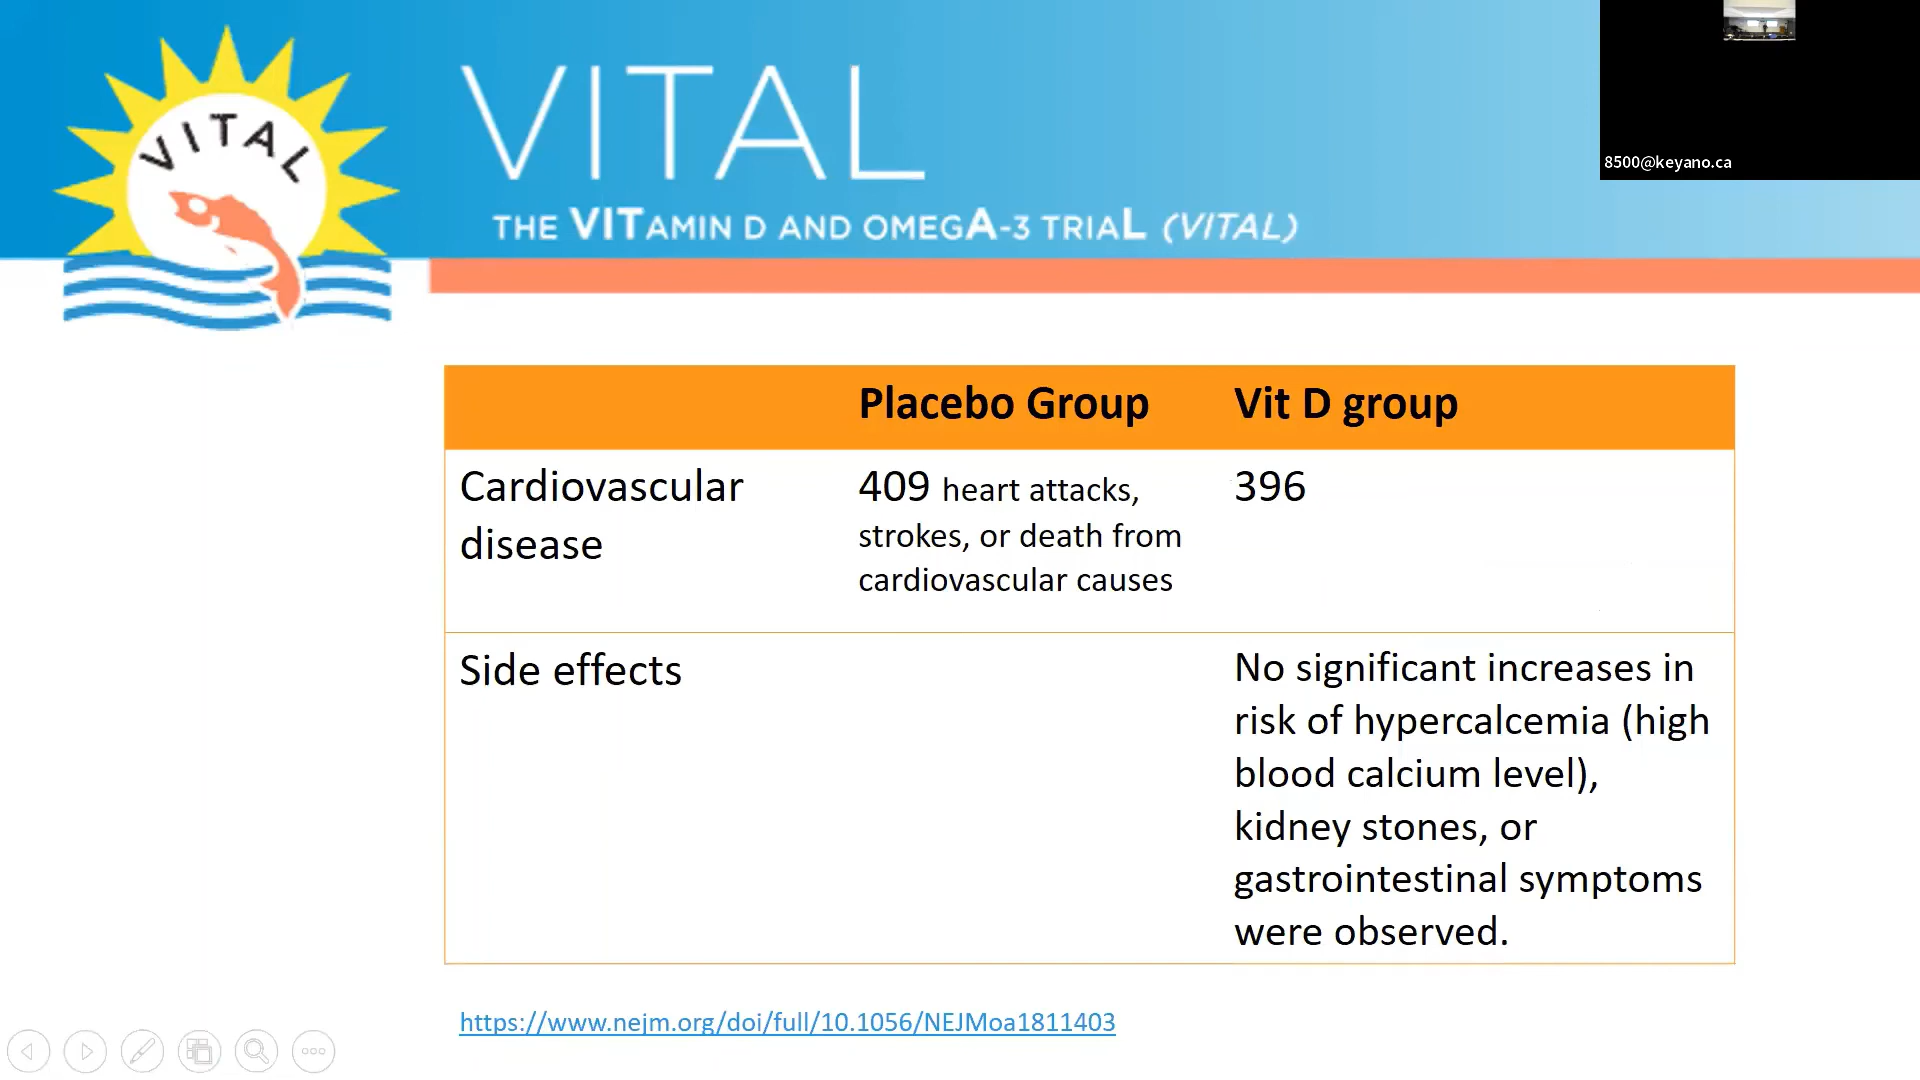 VITAL
VITAL
THE VITAMIN D AND OMEGA-3 TRIAL (VITAL)
8500@keyano.ca
Placebo Group Vit D group
Cardiovascular disease
409 heart attacks,
strokes, or death from
cardiovascular causes
396
Side effects
No significant increases in
risk of hypercalcemia (high
blood calcium level),
kidney stones, or
gastrointestinal symptoms
were observed.
https://www.nejm.org/doi/full/10.1056/NEJMoa1811403